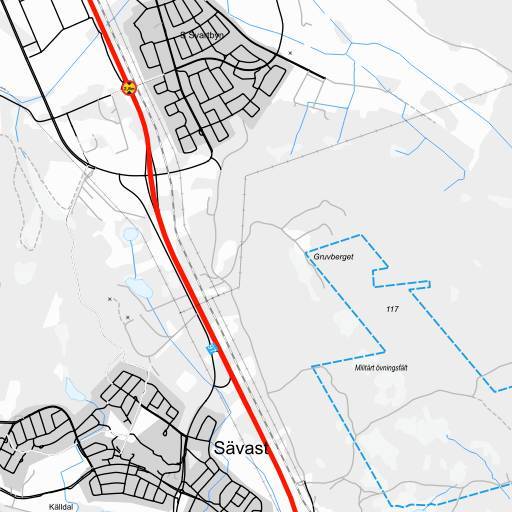 S Svartbyn
Gruvberget
117
Militärt övningsfält
Sävast
Källdal